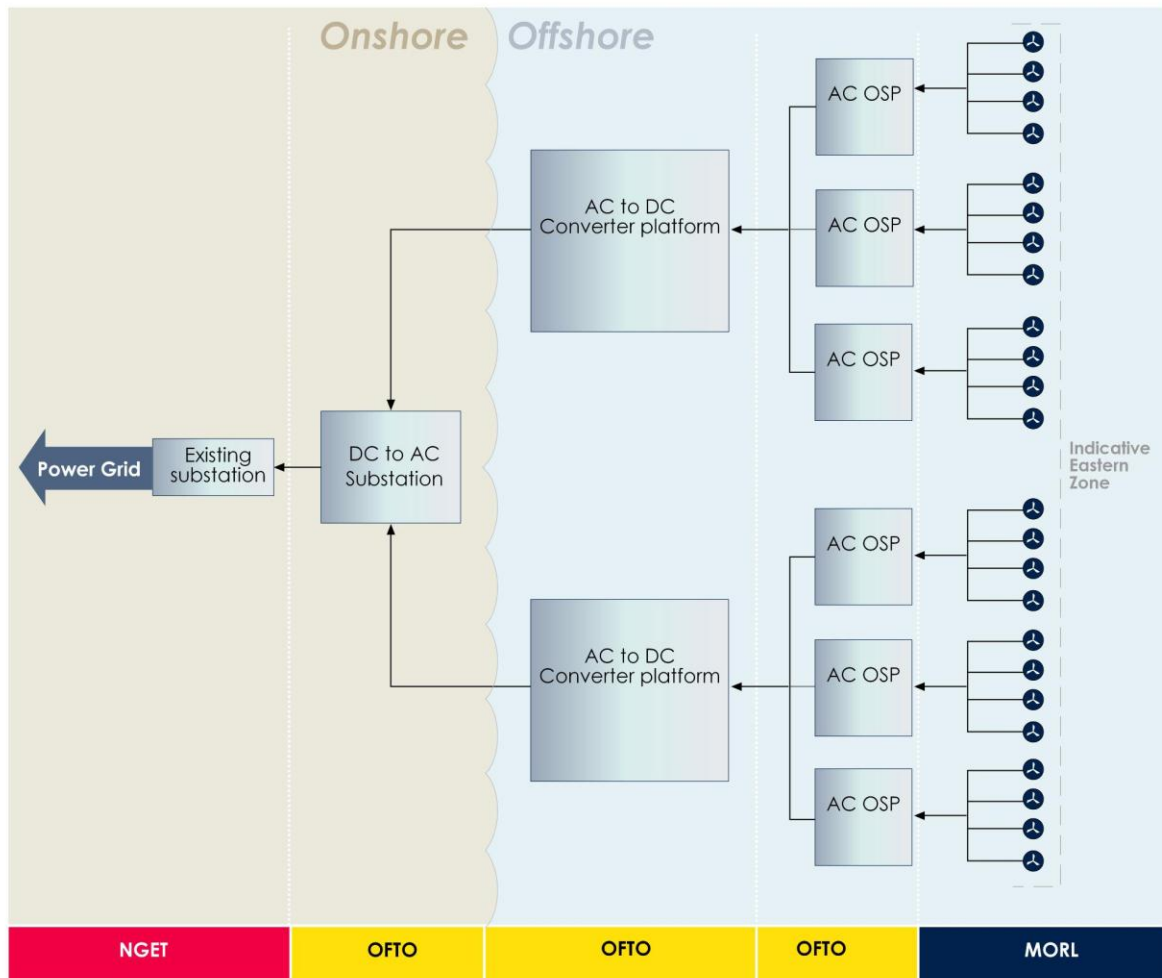 Onshore
Offshore
AC OSP
AC to DC
Converter platform
AC OSP
AC OSP
Power Grid
Existing
substation
DC to AC
Substation
Indicative
Eastern
Zone
AC OSP
AC to DC
Converter platform
AC OSP
AC OSP
NGET
OFTO
OFTO
OFTO
MORL